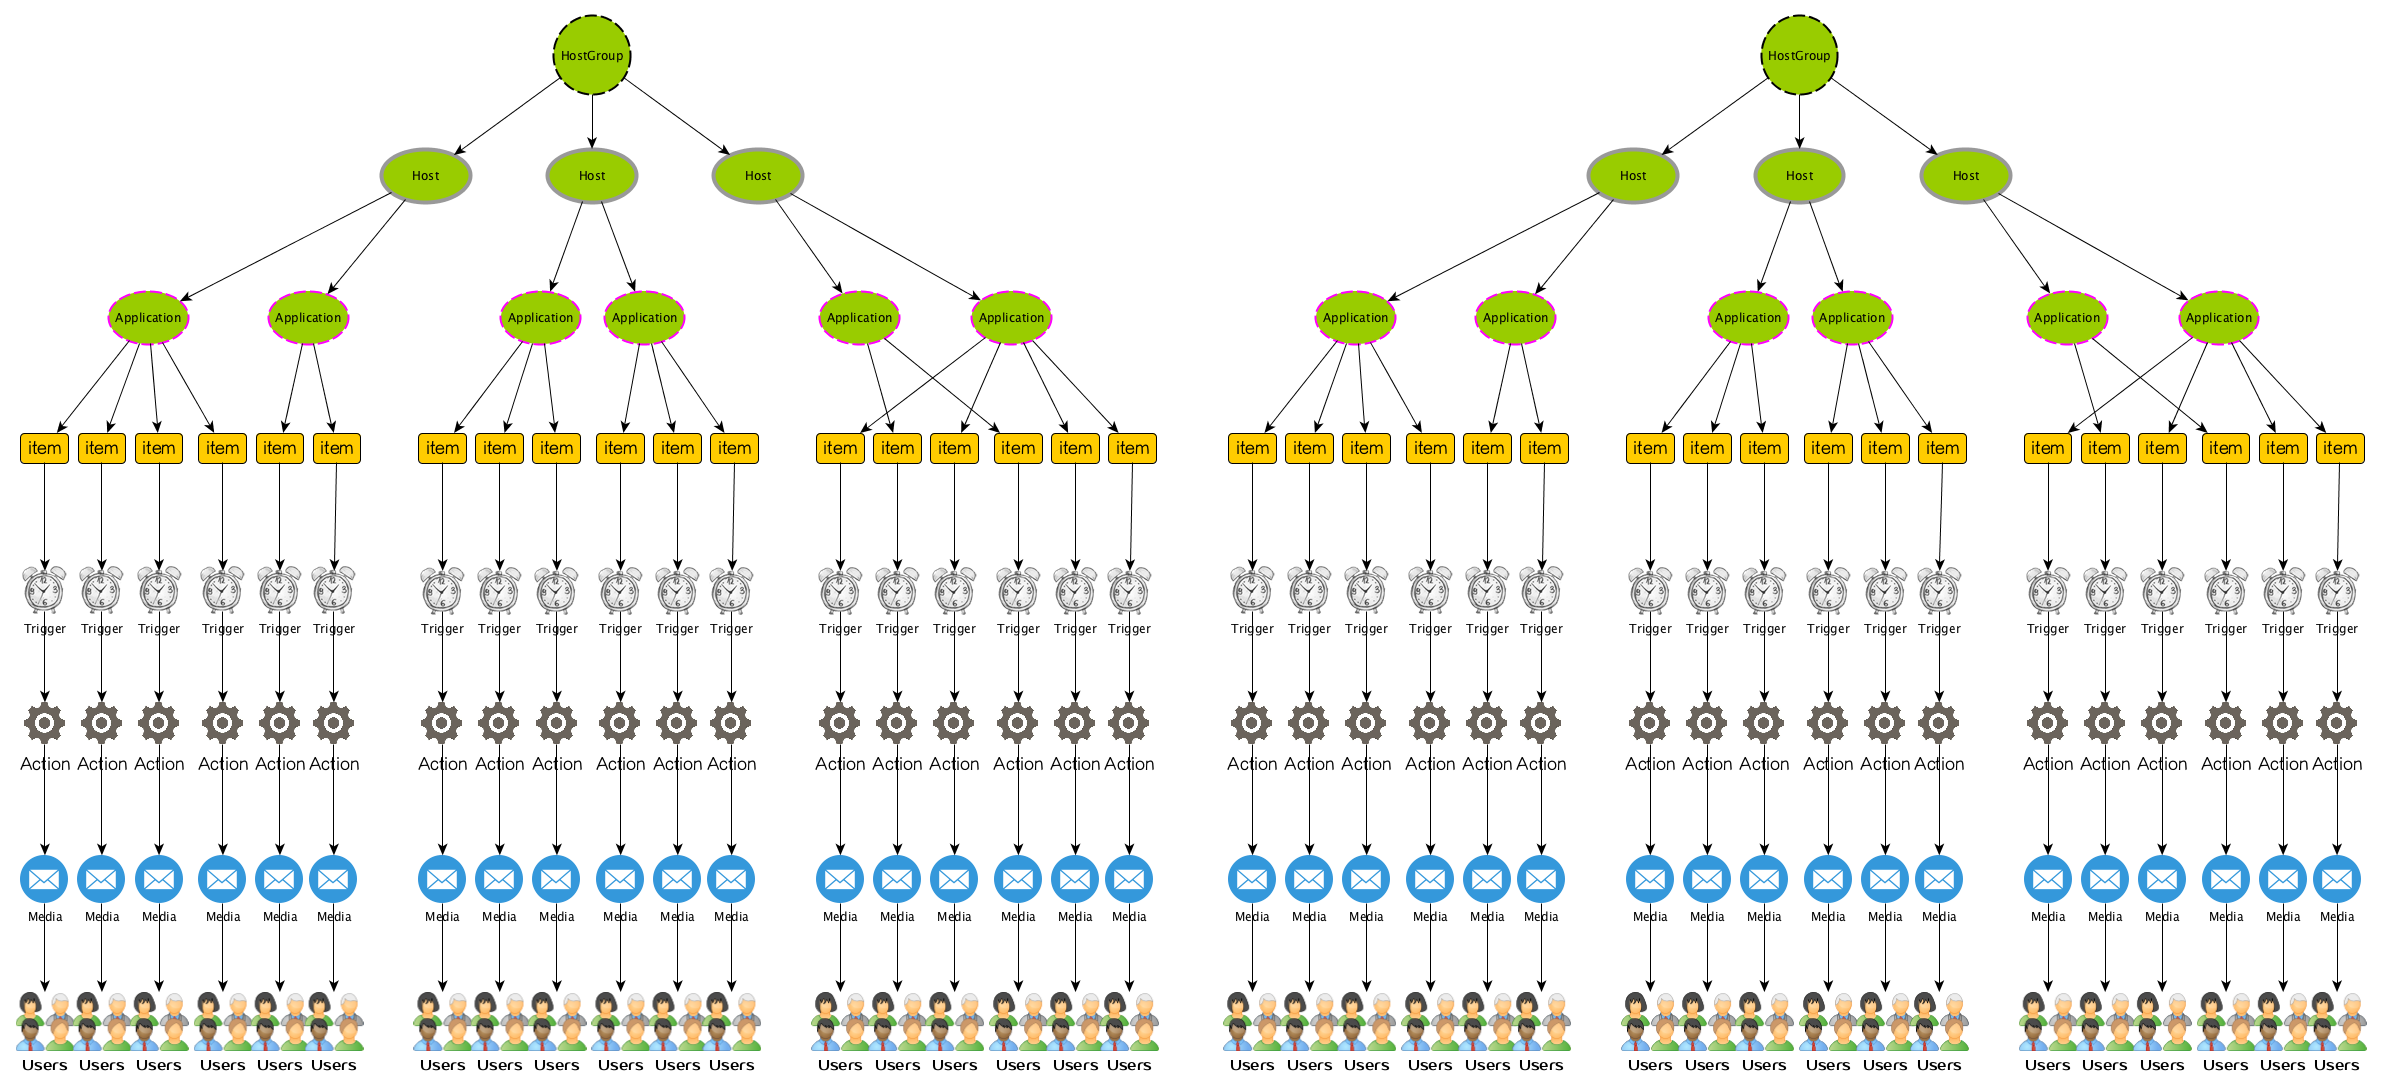 HostGroup HostGroup
Host Host Host Host Host Host
Application Application Application Application Application Application Application Application Application Application Application Application
item item item item item item item item item item item item item item item item item item item item item item item item item item item item item item item item item item item item
Trigger Trigger Trigger Trigger Trigger Trigger Trigger Trigger Trigger Trigger Trigger Trigger Trigger Trigger Trigger Trigger Trigger Trigger Trigger Trigger Trigger Trigger Trigger Trigger Trigger Trigger Trigger Trigger Trigger Trigger Trigger Trigger Trigger Trigger Trigger Trigger
Action Action Action Action Action Action Action Action Action Action Action Action Action Action Action Action Action Action Action Action Action Action Action Action Action Action Action Action Action Action Action Action Action Action Action Action
Media Media Media Media Media Media Media Media Media Media Media Media Media Media Media Media Media Media Media Media Media Media Media Media Media Media Media Media Media Media Media Media Media Media Media Media
Users Users Users Users Users Users Users Users Users Users Users Users Users Users Users Users Users Users Users Users Users Users Users Users Users Users Users Users Users Users Users Users Users Users Users Users